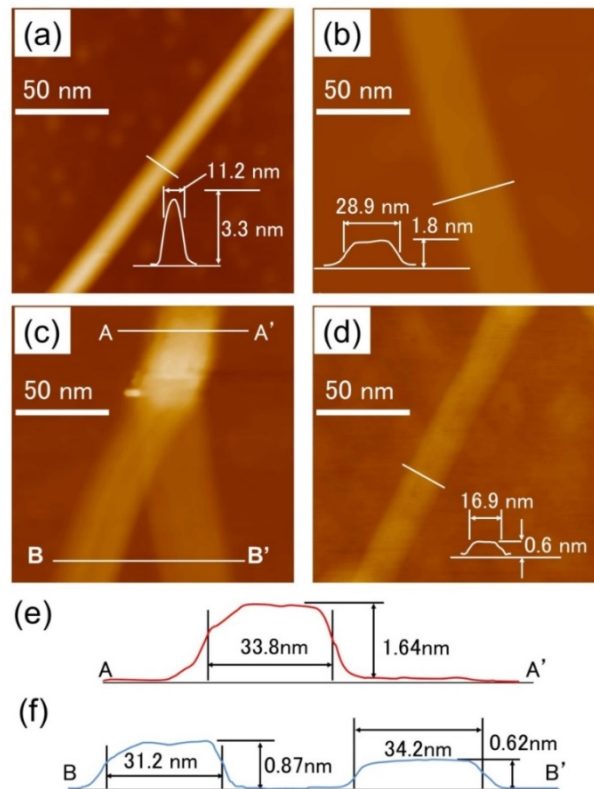 (a)
50 nm
11.2 nm
3.3 nm
(b)
50 nm
28.9 nm
1.8 nm
(c)
A A'
50 nm
B B'
(d)
50 nm
16.9 nm
0.6 nm
(e)
33.8nm
1.64nm
A A'
(f)
31.2 nm
0.87nm
34.2nm
0.62nm
B B'